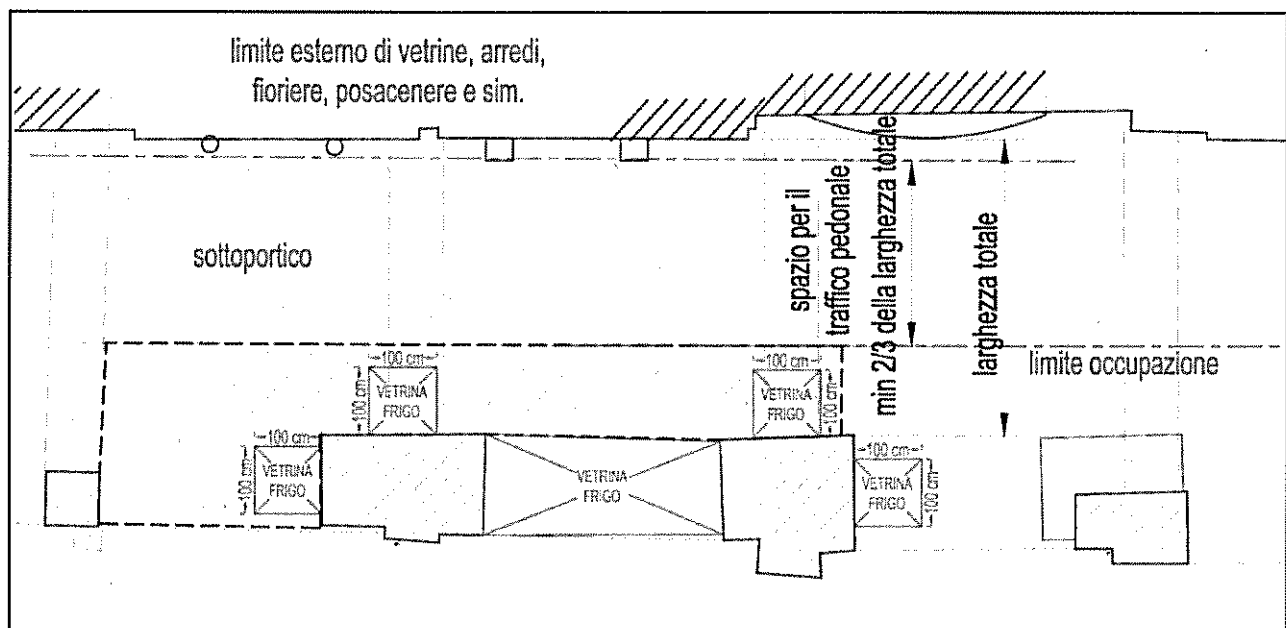 limite esterno di vetrine, arredi,
fioriere, posacenere e sim.
sottoportico
spazio per il
traffico pedonale
min 2/3 della larghezza totale
larghezza totale
limite occupazione
100 cm
100 cm
VETRINA
FRIGO
100 cm
100 cm
VETRINA
FRIGO
100 cm
100 cm
VETRINA
FRIGO
VETRINA
FRIGO
100 cm
100 cm
VETRINA
FRIGO